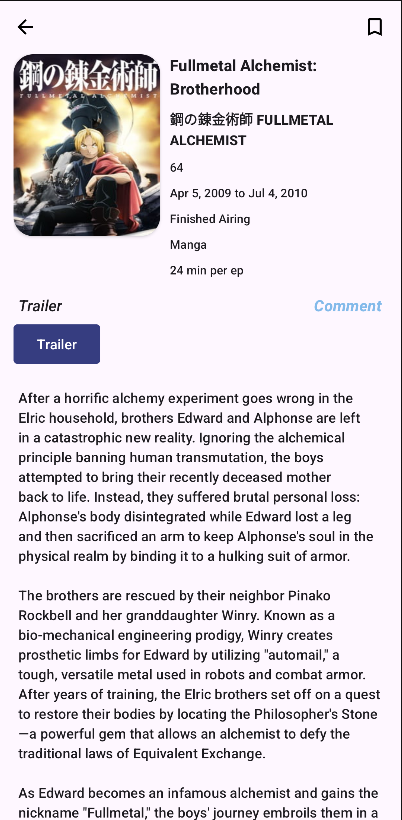 鋼の錬金術師
FULLMETAL ALCHEMIST
Fullmetal Alchemist:
Brotherhood
鋼の錬金術師 FULLMETAL
ALCHEMIST
64
Apr 5, 2009 to Jul 4, 2010
Finished Airing
Manga
24 min per ep
Trailer
Comment
Trailer
After a horrific alchemy experiment goes wrong in the
Elric household, brothers Edward and Alphonse are left
in a catastrophic new reality. Ignoring the alchemical
principle banning human transmutation, the boys
attempted to bring their recently deceased mother
back to life. Instead, they suffered brutal personal loss:
Alphonse's body disintegrated while Edward lost a leg
and then sacrificed an arm to keep Alphonse's soul in the
physical realm by binding it to a hulking suit of armor.
The brothers are rescued by their neighbor Pinako
Rockbell and her granddaughter Winry. Known as a
bio-mechanical engineering prodigy, Winry creates
prosthetic limbs for Edward by utilizing "automail," a
tough, versatile metal used in robots and combat armor.
After years of training, the Elric brothers set off on a quest
to restore their bodies by locating the Philosopher's Stone
—a powerful gem that allows an alchemist to defy the
traditional laws of Equivalent Exchange.
As Edward becomes an infamous alchemist and gains the
nickname "Fullmetal," the boys' journey embroils them in a